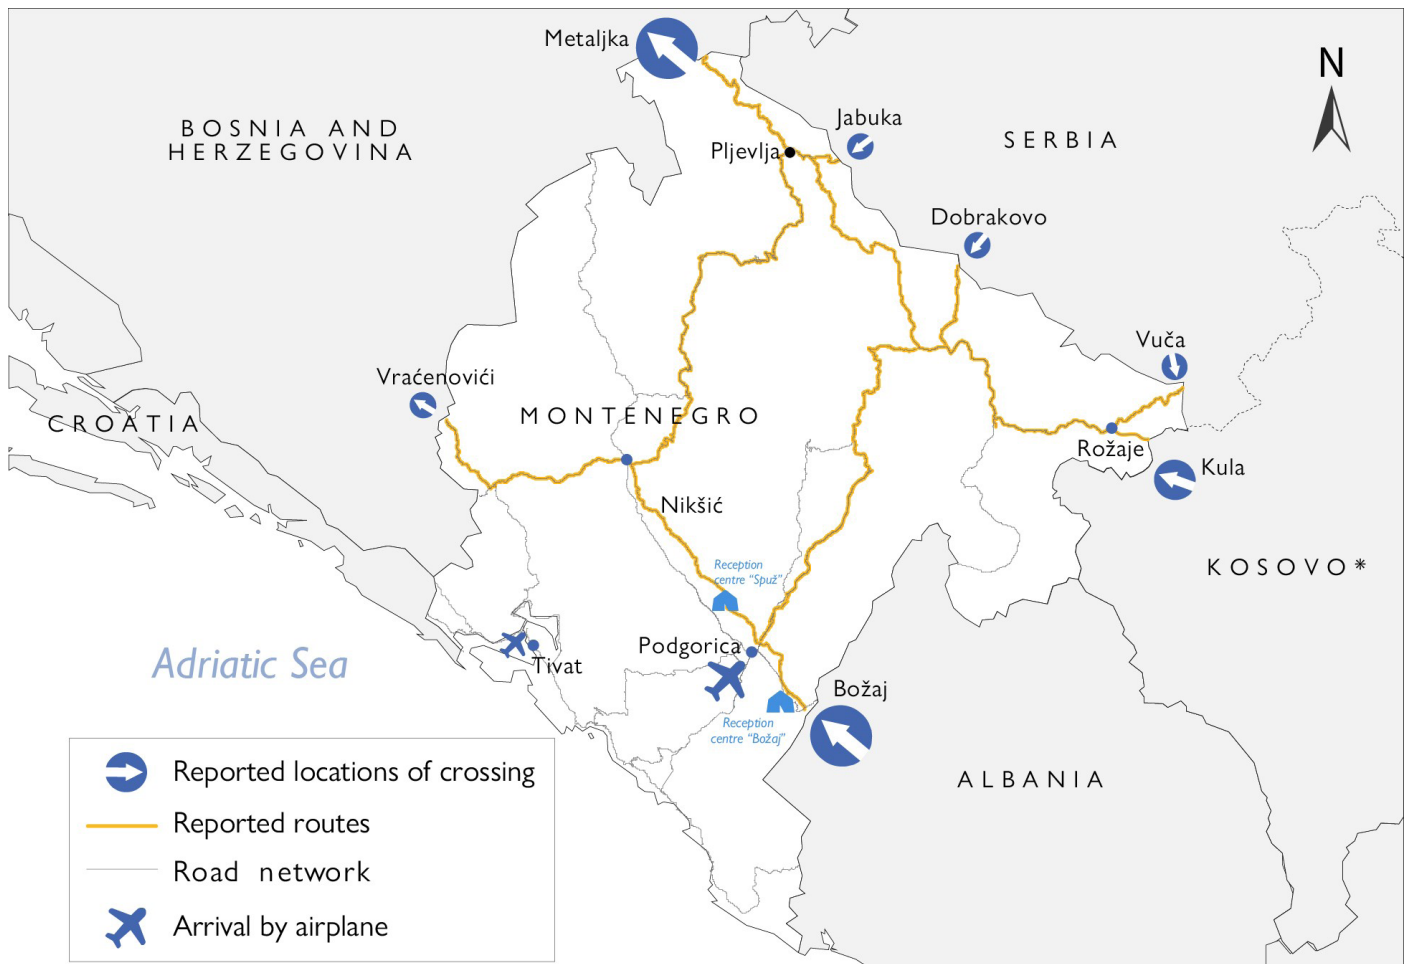 Metaljka
N
Jabuka
BOSNIA AND
HERZEGOVINA
SERBIA
Pljevlja
Dobrakovo
Vuča
Vraćenovići
CROATIA
MONTENEGRO
Rožaje
Kula
Nikšić
Reception
centre “Spuž”
KOSOVO*
Adriatic Sea
Podgorica
Tivat
Božaj
Reception
centre “Božaj”
ALBANIA
Reported locations of crossing
Reported routes
Road network
Arrival by airplane